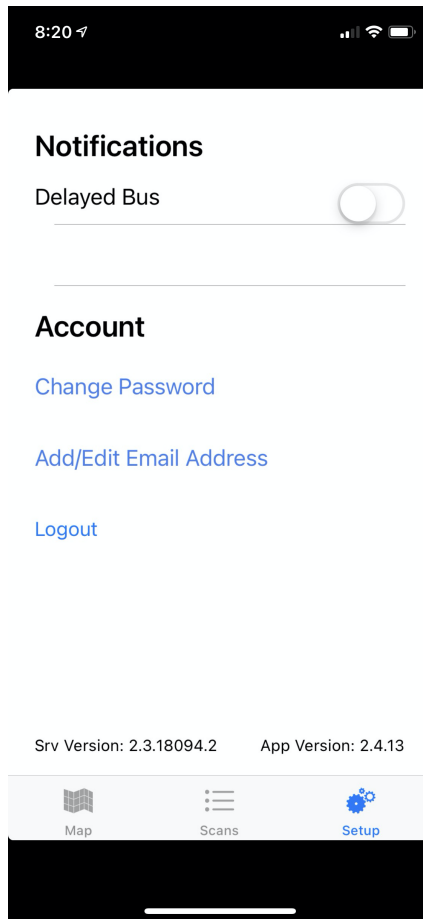 8:20
Notifications
Delayed Bus
Account
Change Password
Add/Edit Email Address
Logout
Srv Version: 2.3.18094.2 App Version: 2.4.13
Map Scans Setup